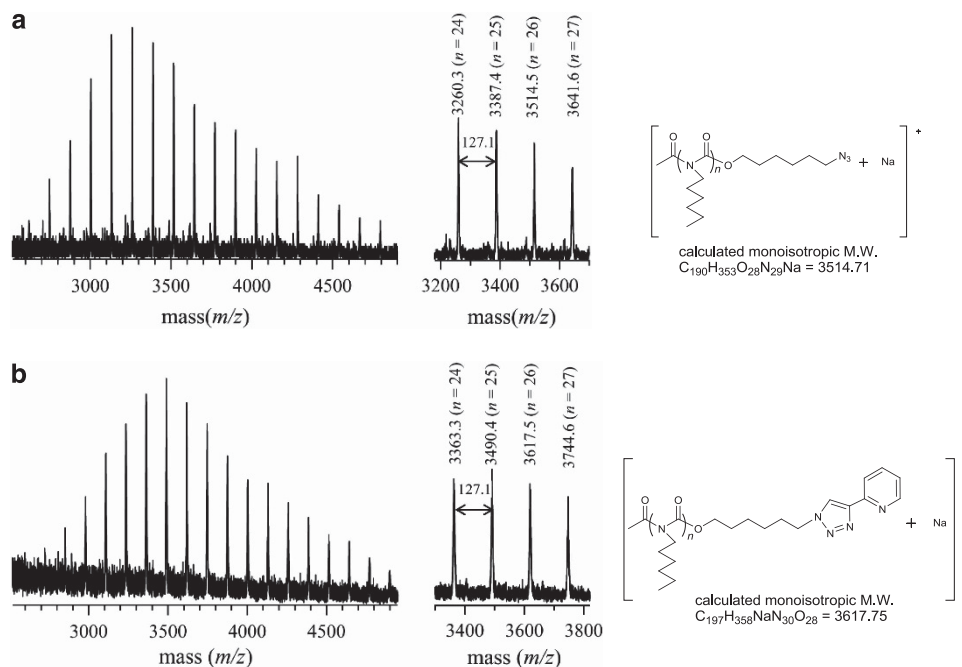 a
3260.3 (n = 24)
3387.4 (n = 25)
3514.5 (n = 26)
3641.6 (n = 27)
127.1
3000 3500 4000 4500
mass(m/z)
3200 3400 3600
mass(m/z)
O O
N n O N3 + Na
+
calculated monoisotropic M.W.
C190H353O28N29Na = 3514.71
b
3363.3 (n = 24)
3490.4 (n = 25)
3617.5 (n = 26)
3744.6 (n = 27)
127.1
3000 3500 4000 4500
mass (m/z)
3400 3600 3800
mass (m/z)
O O
N n O N N N N + Na
calculated monoisotropic M.W.
C197H358NaN30O28 = 3617.75